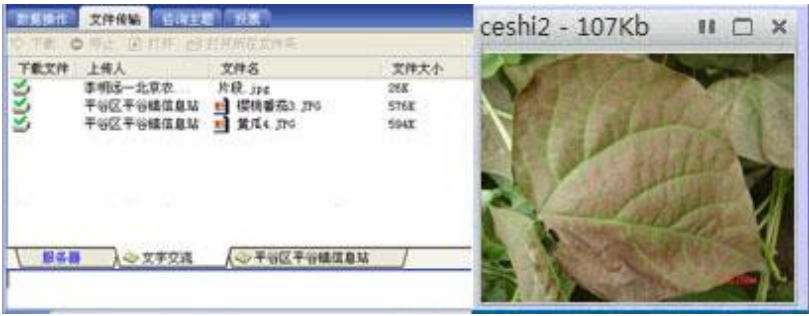 数据操作 文件传输 咨询主题 投票
下载 停止 打开 打开所在文件夹
下载文件 上传人 文件名 文件大小
李明远—北京农... 片段.jpg 26K
平谷区平谷镇信息站 樱桃番茄3.JPG 576K
平谷区平谷镇信息站 黄瓜4.JPG 594K
服务器 文字交流 平谷区平谷镇信息站
ceshi2 - 107Kb